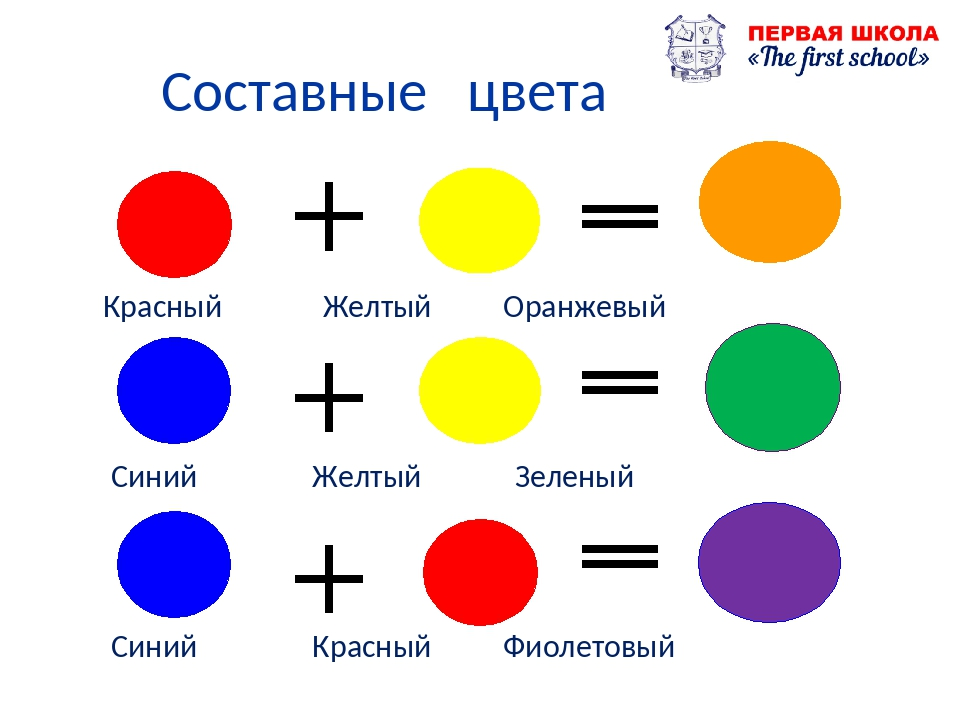 ПЕРВАЯ ШКОЛА
«The first school»
Составные цвета
Красный Желтый Оранжевый
Синий Желтый Зеленый
Синий Красный Фиолетовый